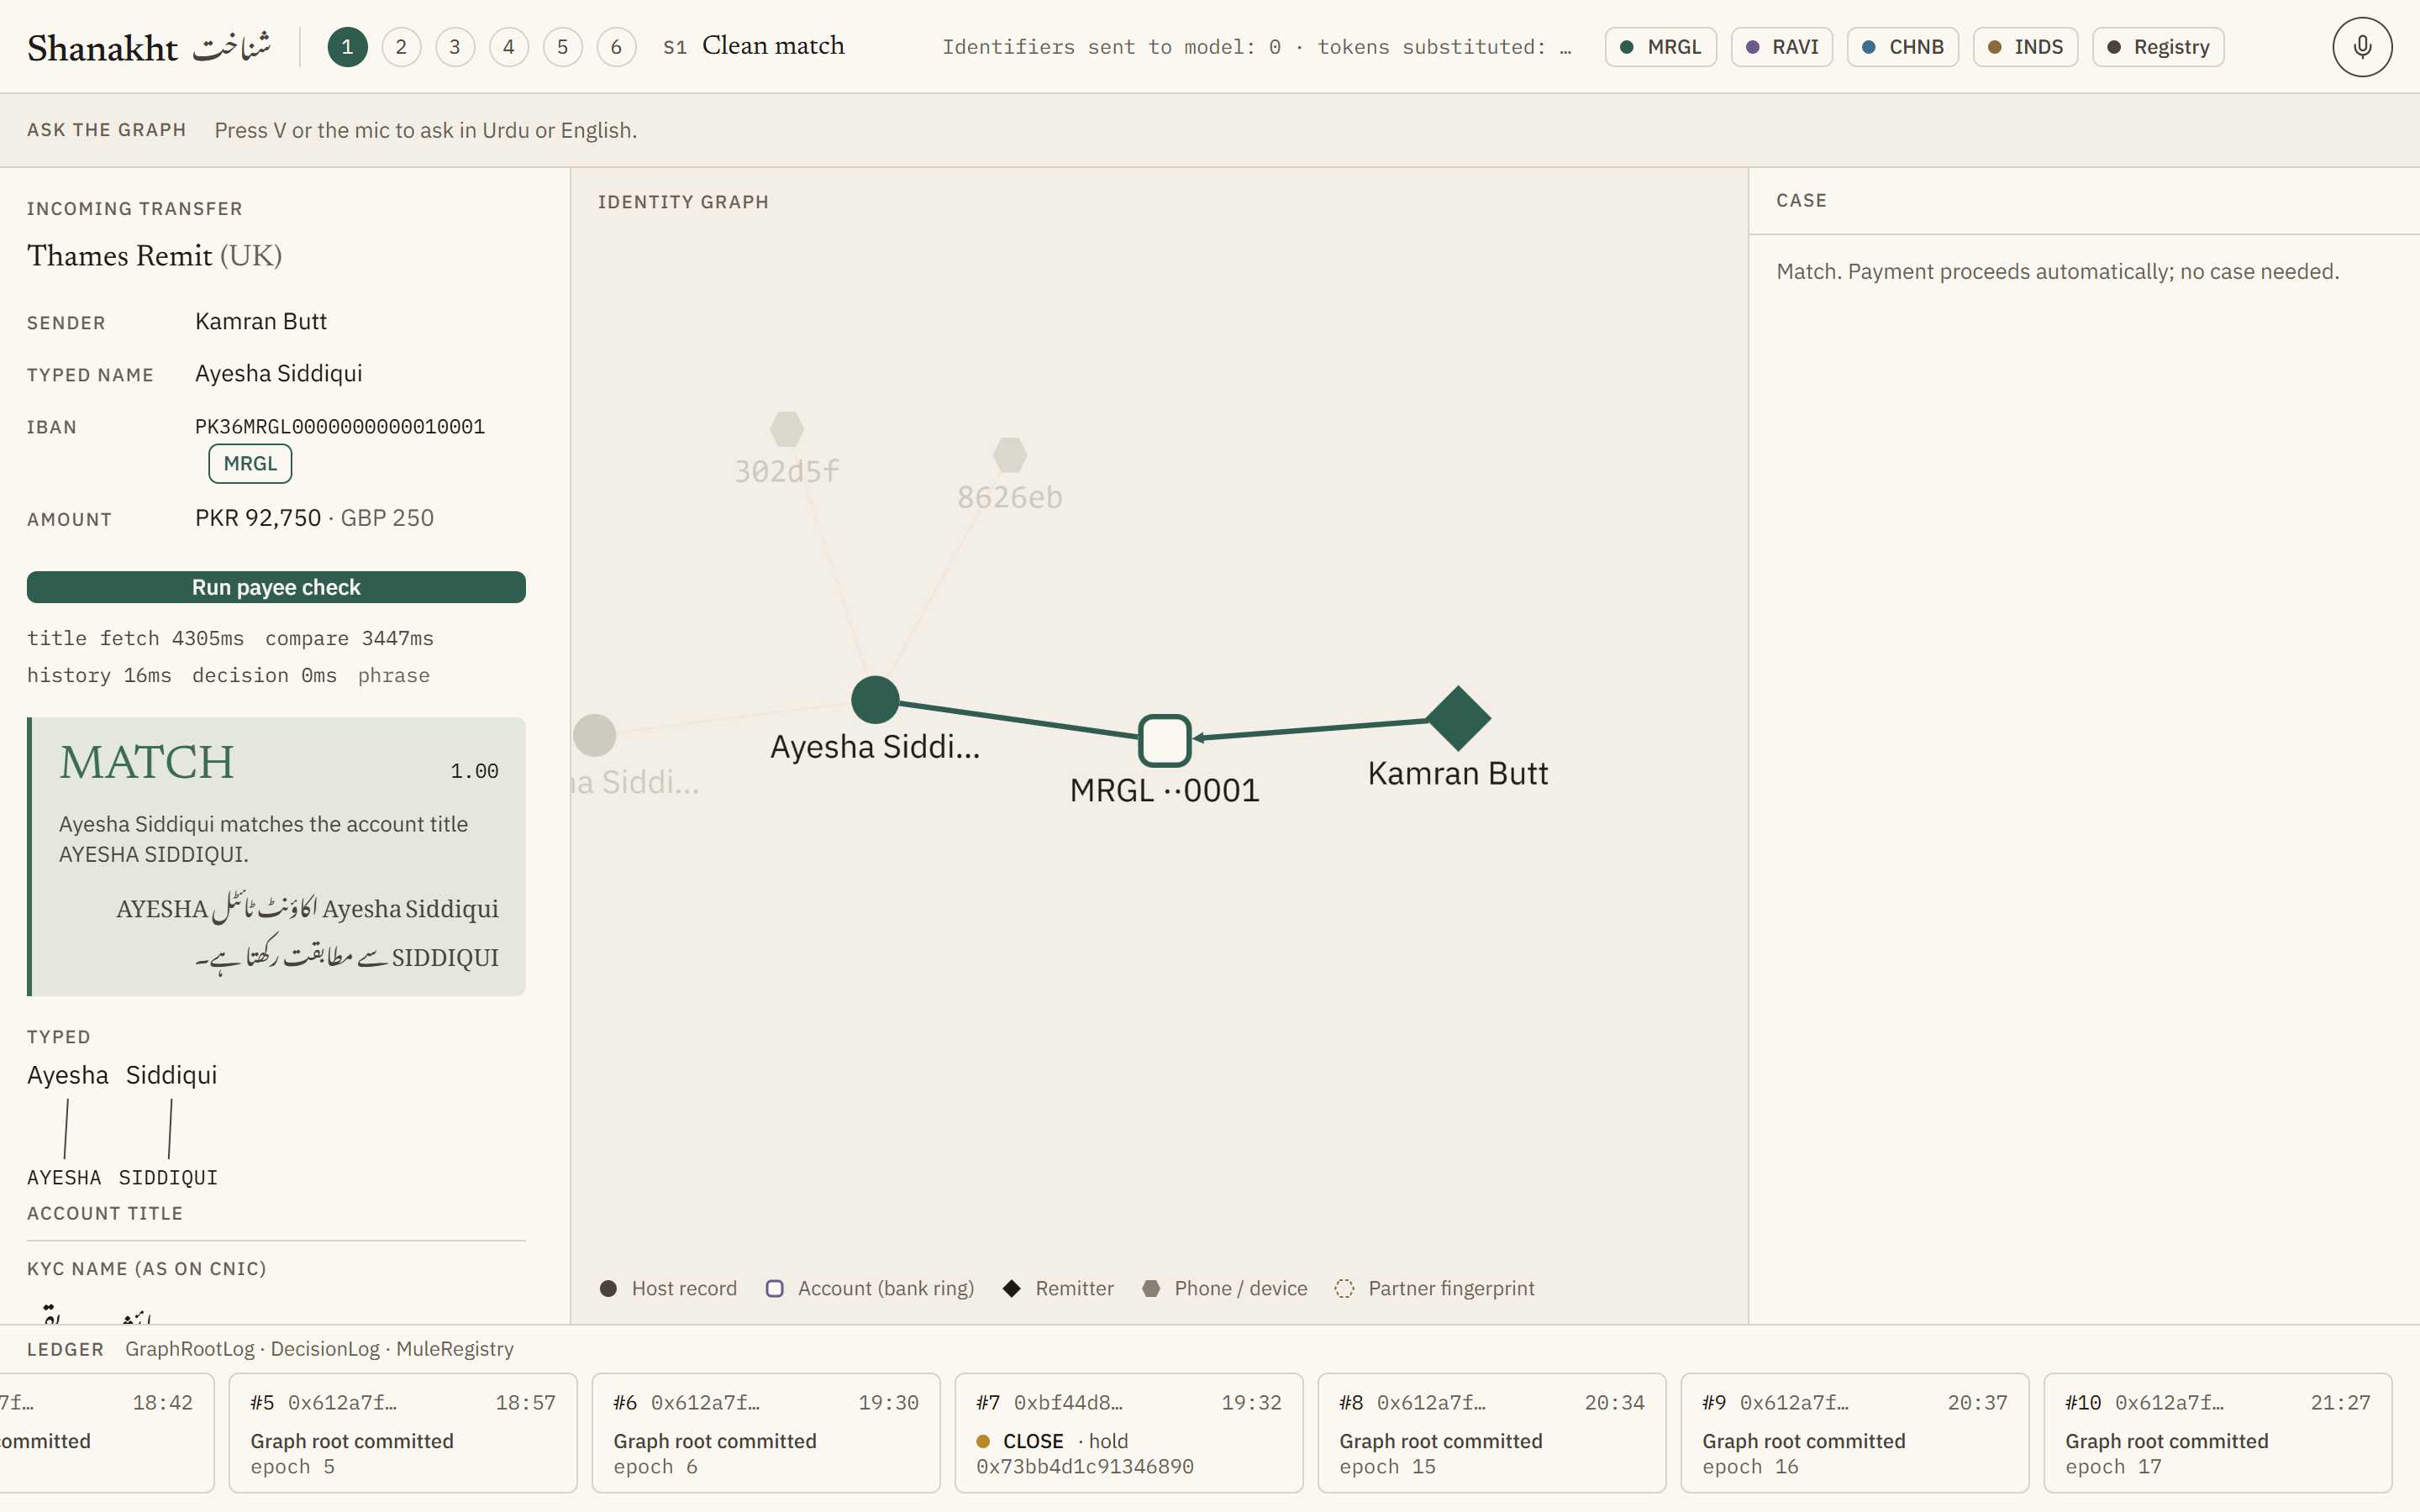 Shanakht شناخت
1 2 3 4 5 6
S1 Clean match
Identifiers sent to model: 0 · tokens substituted: …
MRGL RAVI CHNB INDS Registry
ASK THE GRAPH Press V or the mic to ask in Urdu or English.
INCOMING TRANSFER
Thames Remit (UK)
SENDER Kamran Butt
TYPED NAME Ayesha Siddiqui
IBAN PK36MRGL0000000000010001
MRGL
AMOUNT PKR 92,750 · GBP 250
Run payee check
title fetch 4305ms compare 3447ms
history 16ms decision 0ms phrase
MATCH 1.00
Ayesha Siddiqui matches the account title
AYESHA SIDDIQUI.
Ayesha Siddiqui اکاؤنٹ ٹائٹل AYESHA
SIDDIQUI سے مطابقت رکھتا ہے۔
TYPED
Ayesha Siddiqui
AYESHA SIDDIQUI
ACCOUNT TITLE
KYC NAME (AS ON CNIC)
IDENTITY GRAPH
302d5f
8626eb
Ayesha Siddi...
a Siddi...
MRGL ··0001
Kamran Butt
Host record Account (bank ring) Remitter Phone / device Partner fingerprint
CASE
Match. Payment proceeds automatically; no case needed.
LEDGER GraphRootLog · DecisionLog · MuleRegistry
7f… 18:42
ommitted
#5 0x612a7f… 18:57
Graph root committed
epoch 5
#6 0x612a7f… 19:30
Graph root committed
epoch 6
#7 0xbf44d8… 19:32
CLOSE · hold
0x73bb4d1c91346890
#8 0x612a7f… 20:34
Graph root committed
epoch 15
#9 0x612a7f… 20:37
Graph root committed
epoch 16
#10 0x612a7f… 21:27
Graph root committed
epoch 17